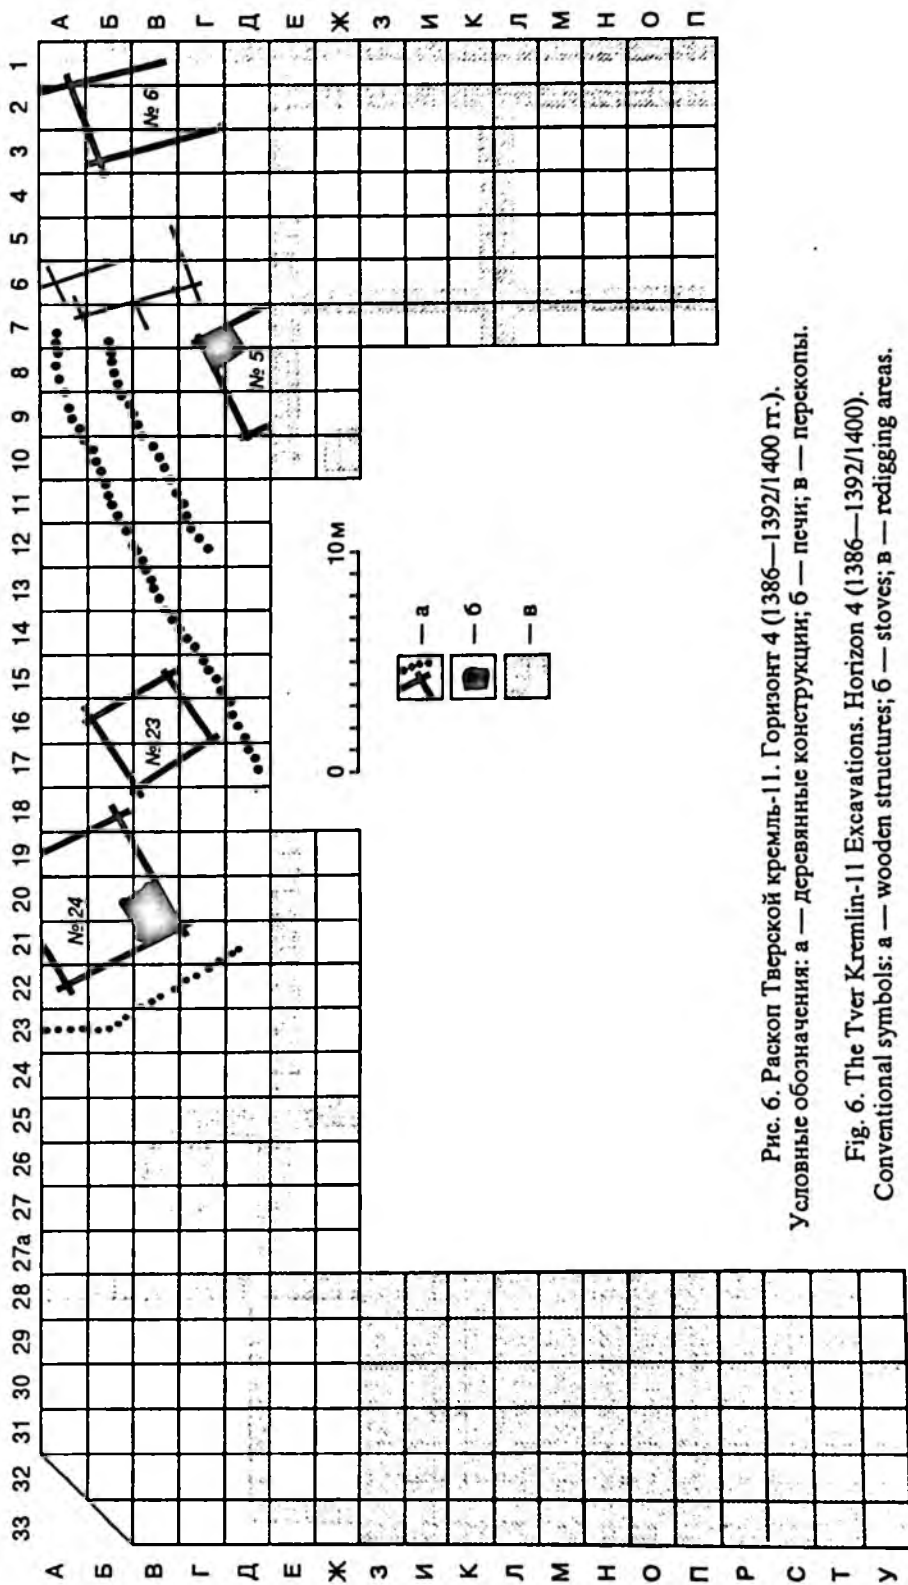 33 32 31 30 29 28 27а 27 26 25 24 23 22 21 20 19 18 17 16 15 14 13 12 11 10 9 8 7 6 5 4 3 2 1
А
Б
В
Г
Д
Е
Ж
З
И
К
Л
М
Н
О
П
Р
С
Т
У
А
Б
В
Г
Д
Е
Ж
З
И
К
Л
М
Н
О
П
№ 24
№ 23
№ 5
№ 6
0 10 м
— а
— б
— в
Рис. 6. Раскоп Тверской кремль-11. Горизонт 4 (1386—1392/1400 гг.).
Условные обозначения: а — деревянные конструкции; б — печи; в — перекопы.
Fig. 6. The Tver Kremlin-11 Excavations. Horizon 4 (1386—1392/1400).
Conventional symbols: а — wooden structures; б — stoves; в — redigging areas.